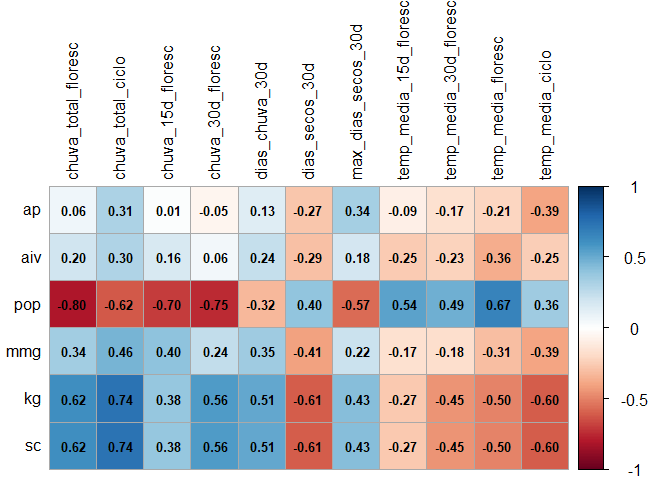 chuva_total_floresc
chuva_total_ciclo
chuva_15d_floresc
chuva_30d_floresc
dias_chuva_30d
dias_secos_30d
max_dias_secos_30d
temp_media_15d_floresc
temp_media_30d_floresc
temp_media_floresc
temp_media_ciclo
ap 0.06 0.31 0.01 -0.05 0.13 -0.27 0.34 -0.09 -0.17 -0.21 -0.39
aiv 0.20 0.30 0.16 0.06 0.24 -0.29 0.18 -0.25 -0.23 -0.36 -0.25
pop -0.80 -0.62 -0.70 -0.75 -0.32 0.40 -0.57 0.54 0.49 0.67 0.36
mmg 0.34 0.46 0.40 0.24 0.35 -0.41 0.22 -0.17 -0.18 -0.31 -0.39
kg 0.62 0.74 0.38 0.56 0.51 -0.61 0.43 -0.27 -0.45 -0.50 -0.60
sc 0.62 0.74 0.38 0.56 0.51 -0.61 0.43 -0.27 -0.45 -0.50 -0.60
1
0.5
0
-0.5
-1